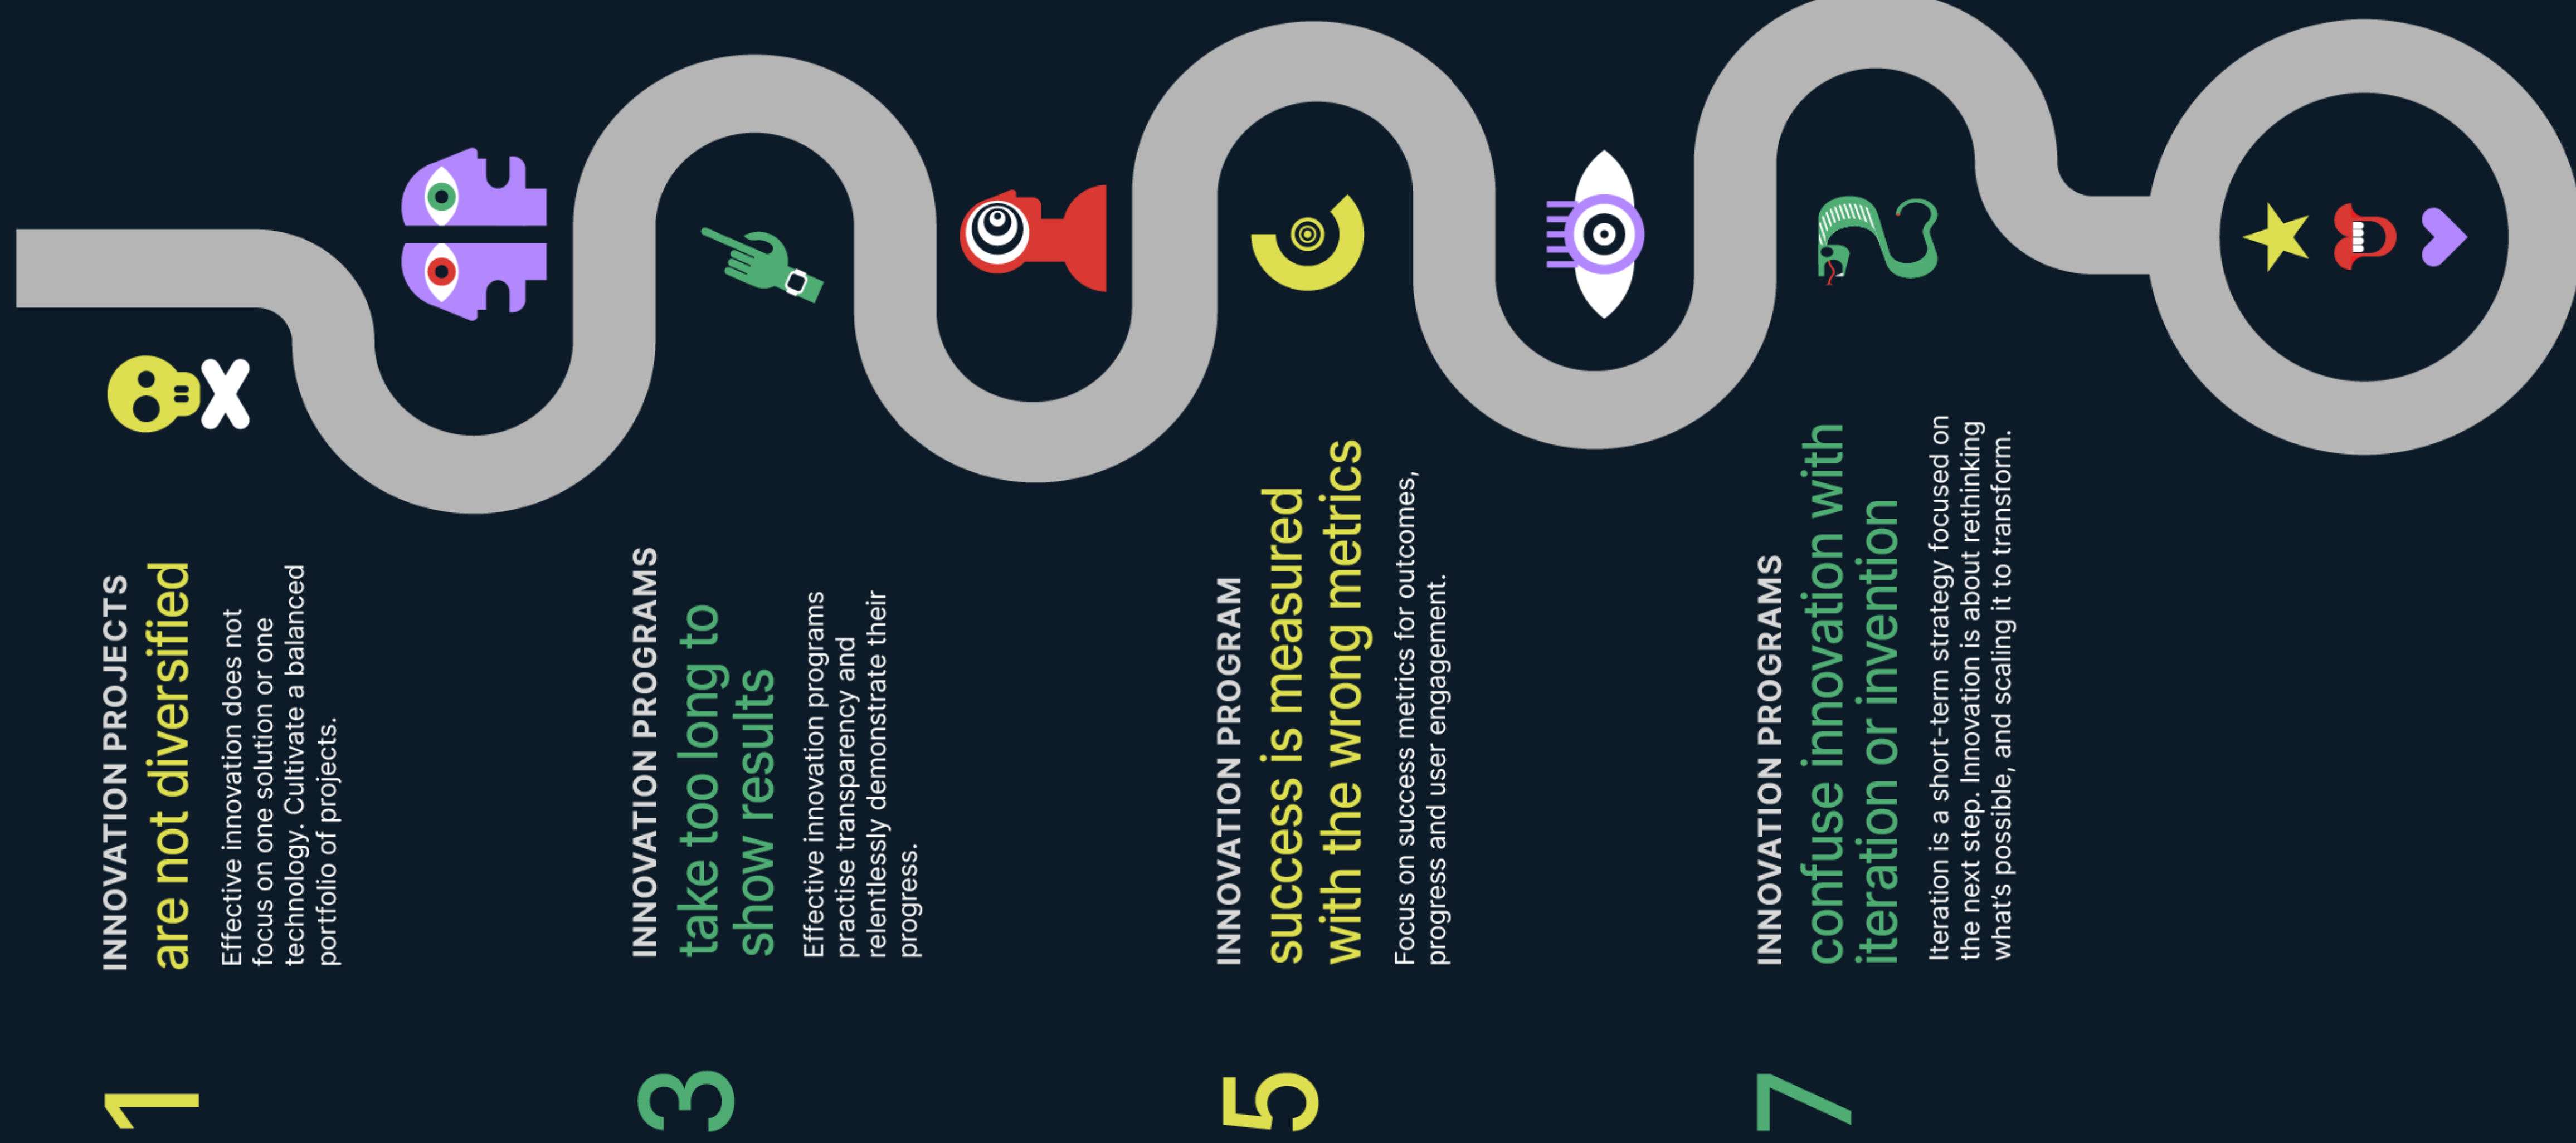 1
INNOVATION PROJECTS
are not diversified
Effective innovation does not
focus on one solution or one
technology. Cultivate a balanced
portfolio of projects.
3
INNOVATION PROGRAMS
take too long to
show results
Effective innovation programs
practise transparency and
relentlessly demonstrate their
progress.
5
INNOVATION PROGRAM
success is measured
with the wrong metrics
Focus on success metrics for outcomes,
progress and user engagement.
7
INNOVATION PROGRAMS
confuse innovation with
iteration or invention
Iteration is a short-term strategy focused on
the next step. Innovation is about rethinking
what's possible, and scaling it to transform.